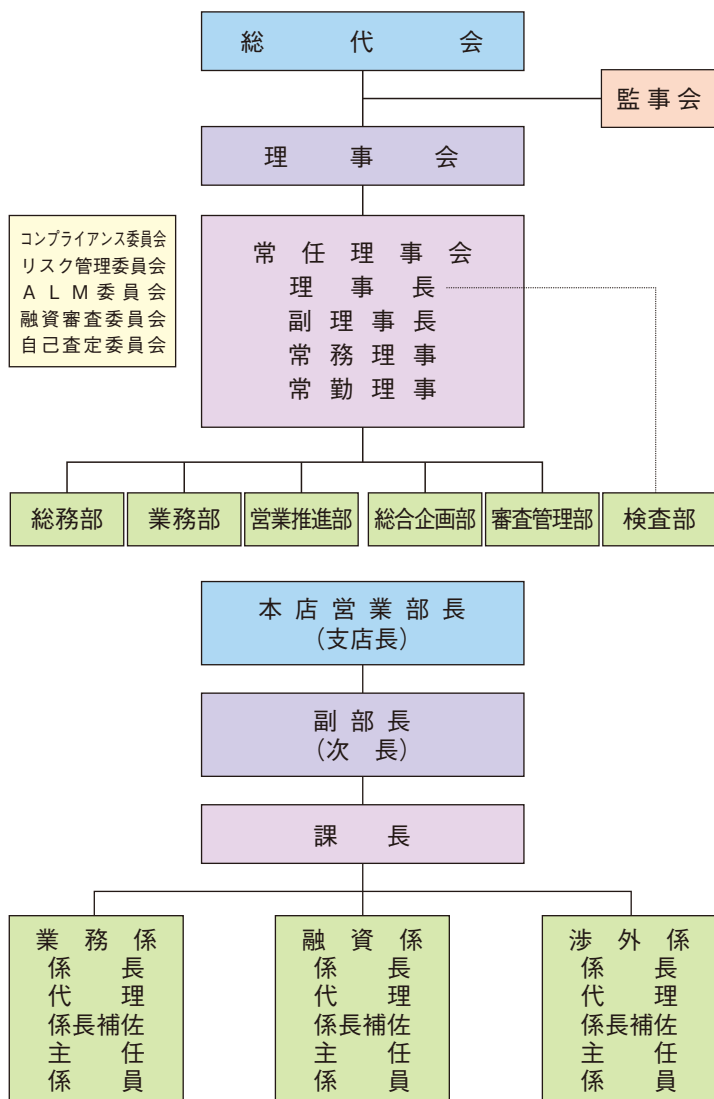 総代会
監事会
理事会
コンプライアンス委員会
リスク管理委員会
ALM委員会
融資審査委員会
自己査定委員会
常任理事会
理事長
副理事長
常務理事
常勤理事
総務部
業務部
営業推進部
総合企画部
審査管理部
検査部
本店営業部長
（支店長）
副部長
（次　長）
課長
業務係
係長
代理
係長補佐
主任
係員
融資係
係長
代理
係長補佐
主任
係員
渉外係
係長
代理
係長補佐
主任
係員